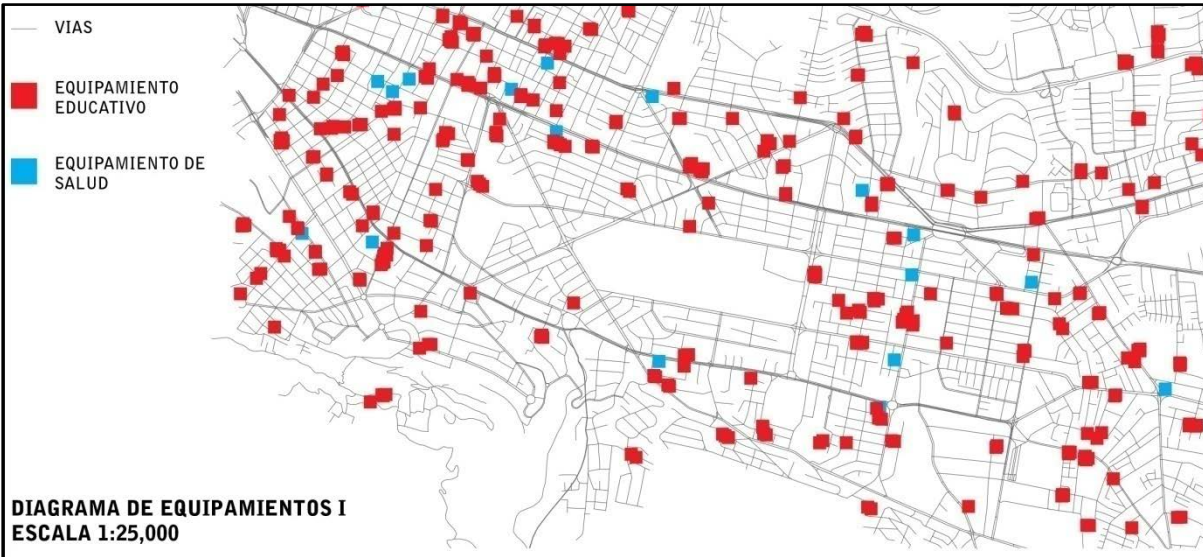 VIAS
EQUIPAMIENTO
EDUCATIVO
EQUIPAMIENTO DE
SALUD
DIAGRAMA DE EQUIPAMIENTOS I
ESCALA 1:25,000